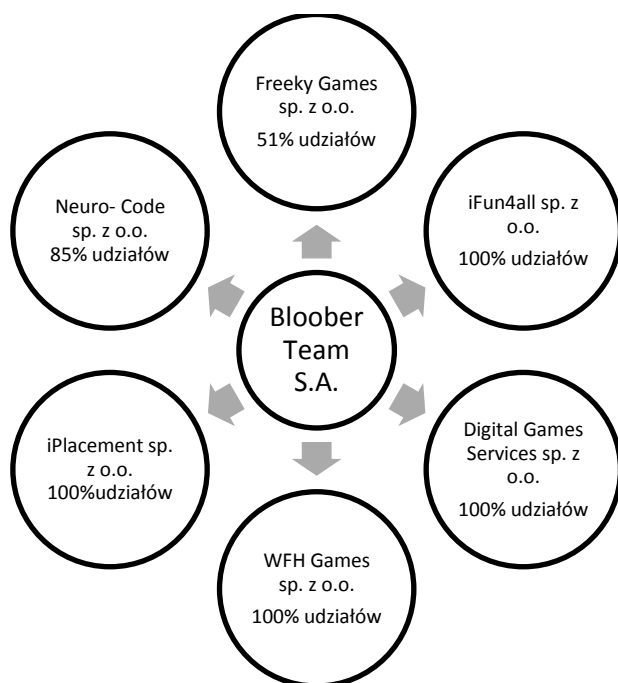 Freeky Games
sp. z o.o.
51% udziałów
Neuro- Code
sp. z o.o.
85% udziałów
iFun4all sp. z
o.o.
100% udziałów
Bloober
Team
S.A.
iPlacement sp.
z o.o.
100%udziałów
Digital Games
Services sp. z
o.o.
100% udziałów
WFH Games
sp. z o.o.
100% udziałów